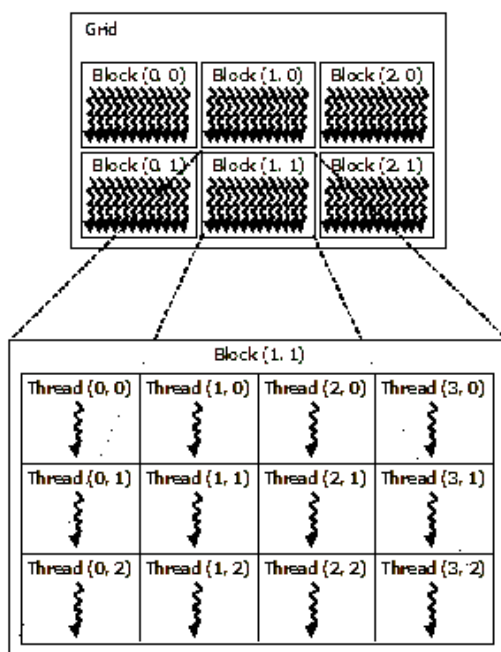 Grid
Block (0, 0) Block (1, 0) Block (2, 0)
Block (0, 1) Block (1, 1) Block (2, 1)
Block (1, 1)
Thread (0, 0) Thread (1, 0) Thread (2, 0) Thread (3, 0)
Thread (0, 1) Thread (1, 1) Thread (2, 1) Thread (3, 1)
Thread (0, 2) Thread (1, 2) Thread (2, 2) Thread (3, 2)